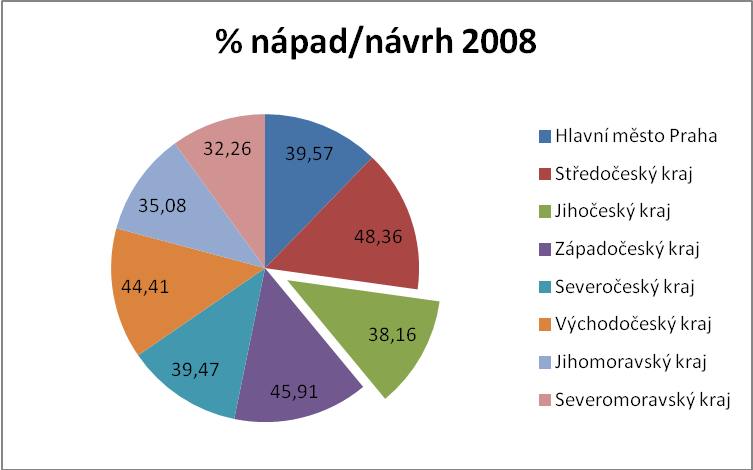 % nápad/návrh 2008
39,57
48,36
38,16
45,91
39,47
44,41
35,08
32,26
Hlavní město Praha
Středočeský kraj
Jihočeský kraj
Západočeský kraj
Severočeský kraj
Východočeský kraj
Jihomoravský kraj
Severomoravský kraj